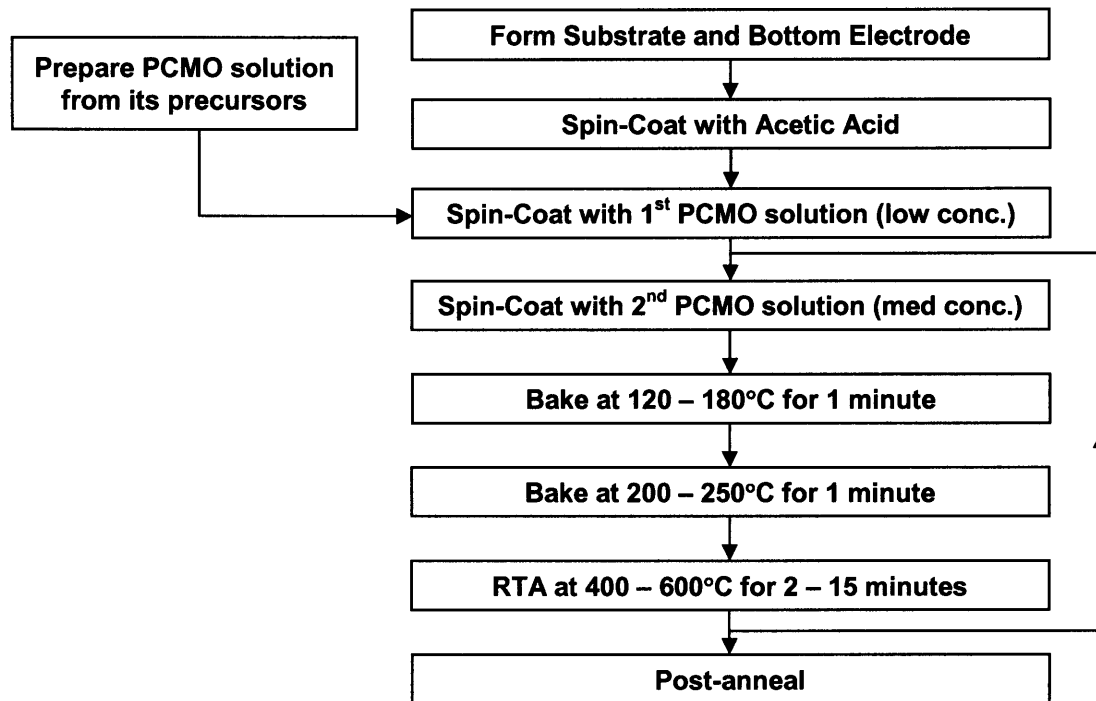 Form Substrate and Bottom Electrode
Prepare PCMO solution
from its precursors
Spin-Coat with Acetic Acid
Spin-Coat with 1st PCMO solution (low conc.)
Spin-Coat with 2nd PCMO solution (med conc.)
Bake at 120 – 180°C for 1 minute
Bake at 200 – 250°C for 1 minute
RTA at 400 – 600°C for 2 – 15 minutes
Post-anneal